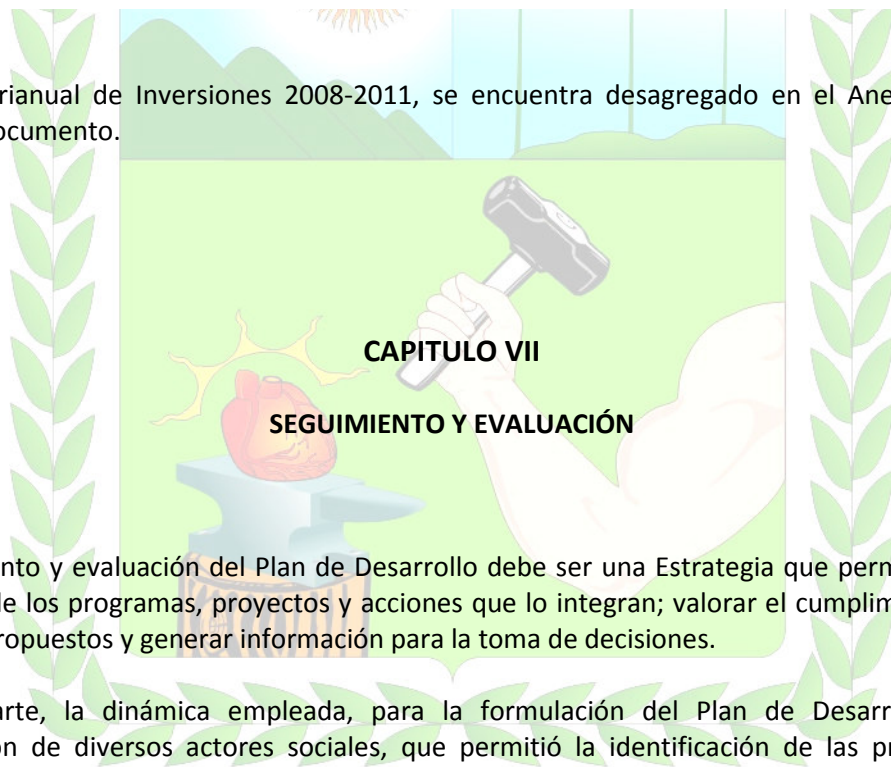 rianual de Inversiones 2008-2011, se encuentra desagregado en el Ane
ocumento.
CAPITULO VII
SEGUIMIENTO Y EVALUACIÓN
nto y evaluación del Plan de Desarrollo debe ser una Estrategia que perm
e los programas, proyectos y acciones que lo integran; valorar el cumplim
ropuestos y generar información para la toma de decisiones.
arte, la dinámica empleada, para la formulación del Plan de Desarr
ón de diversos actores sociales, que permitió la identificación de las pr